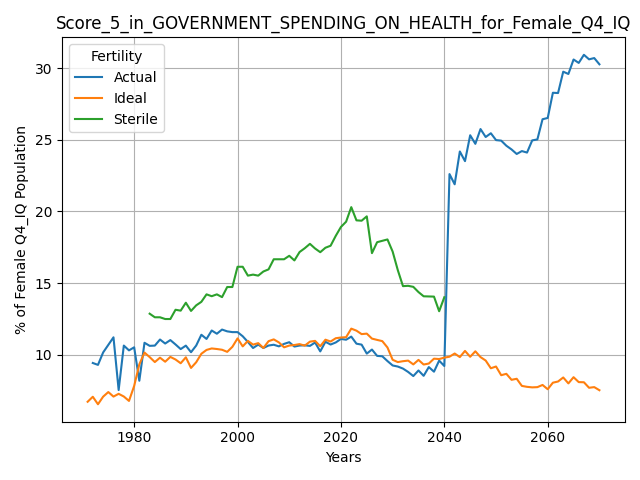 Score_5_in_GOVERNMENT_SPENDING_ON_HEALTH_for_Female_Q4_IQ
Fertility
Actual
Ideal
Sterile
% of Female Q4_IQ Population
30
25
20
15
10
1980
2000
2020
2040
2060
Years